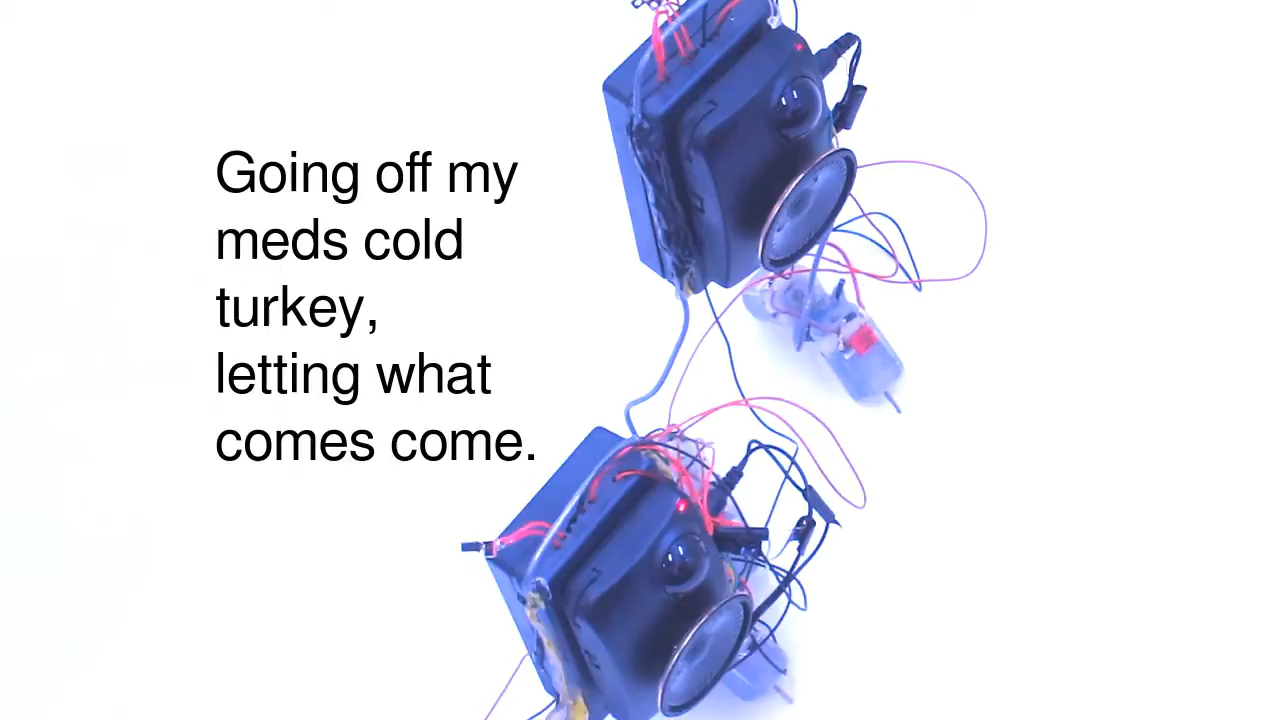 Going off my
meds cold
turkey,
letting what
comes come.